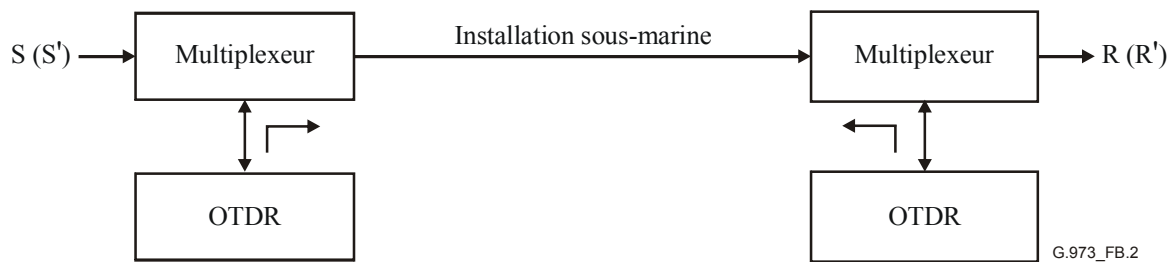 Installation sous-marine
S (S')
Multiplexeur
Multiplexeur
R (R')
OTDR
OTDR
G.973_FB.2